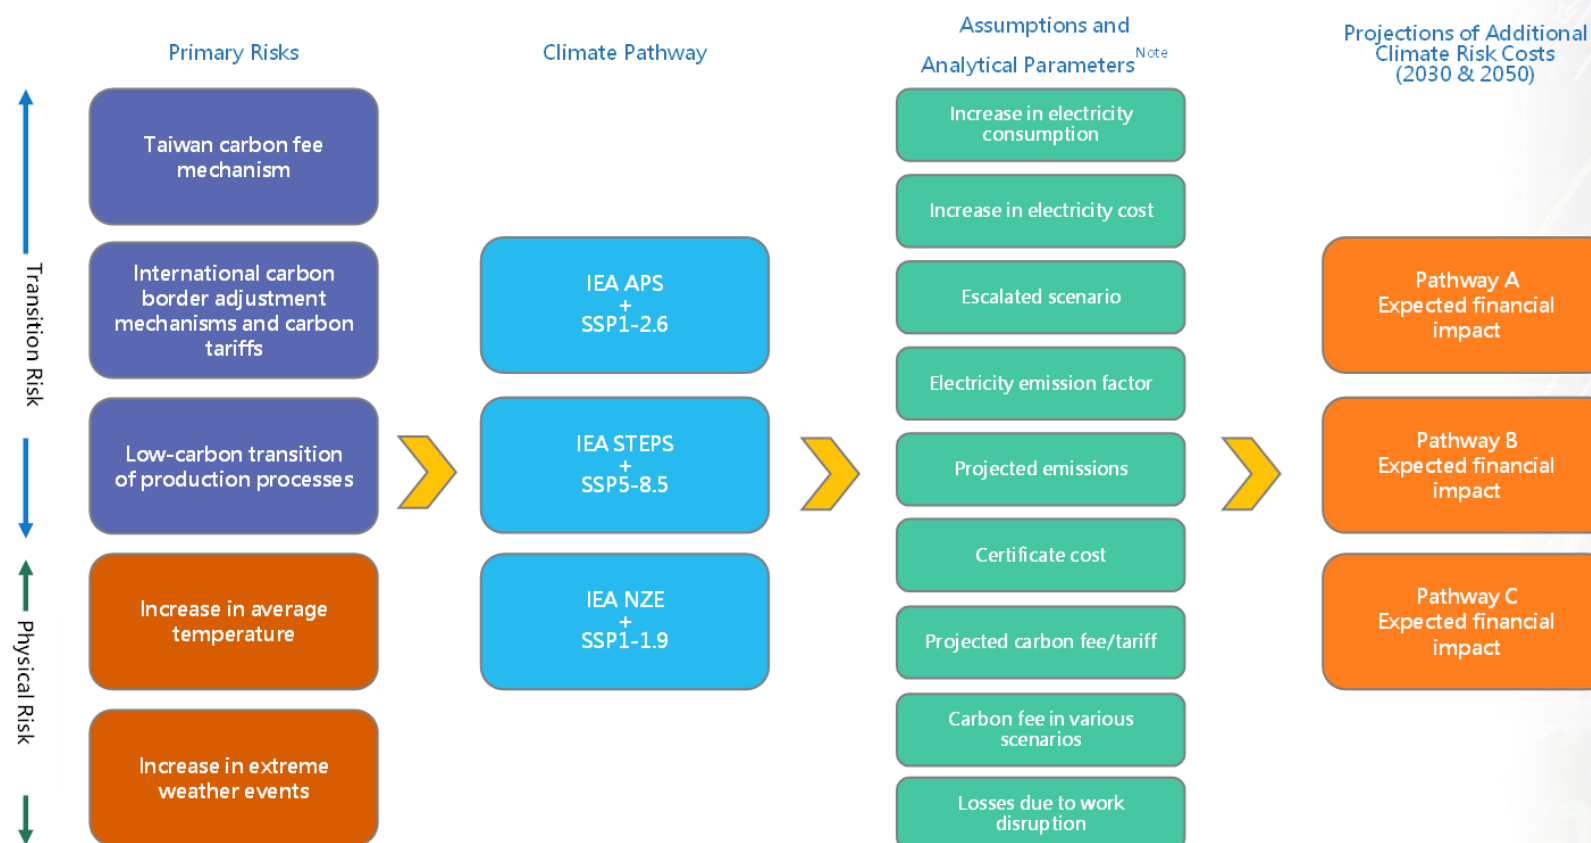 Primary Risks
Climate Pathway
Assumptions and
Analytical Parameters Note
Projections of Additional
Climate Risk Costs
(2030 & 2050)
Transition Risk
Physical Risk
Taiwan carbon fee
mechanism
International carbon
border adjustment
mechanisms and carbon
tariffs
Low-carbon transition
of production processes
Increase in average
temperature
Increase in extreme
weather events
IEA APS
+
SSP1-2.6
IEA STEPS
+
SSP5-8.5
IEA NZE
+
SSP1-1.9
Increase in electricity
consumption
Increase in electricity cost
Escalated scenario
Electricity emission factor
Projected emissions
Certificate cost
Projected carbon fee/tariff
Carbon fee in various
scenarios
Losses due to work
disruption
Pathway A
Expected financial
impact
Pathway B
Expected financial
impact
Pathway C
Expected financial
impact